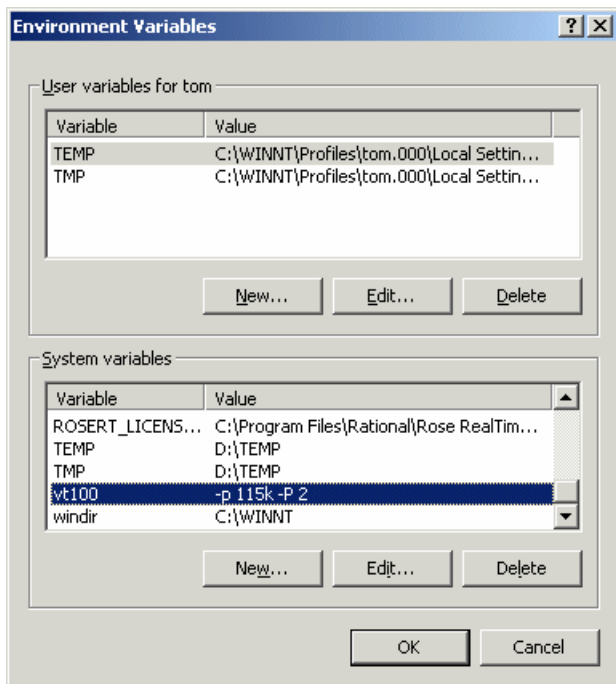 Environment Variables
User variables for tom
Variable Value
TEMP C:\WINNT\Profiles\tom.000\Local Settin...
TMP C:\WINNT\Profiles\tom.000\Local Settin...
New... Edit... Delete
System variables
Variable Value
ROSERT_LICENS... C:\Program Files\Rational\Rose RealTim...
TEMP D:\TEMP
TMP D:\TEMP
vt100 -p 115k -P 2
windir C:\WINNT
New... Edit... Delete
OK Cancel